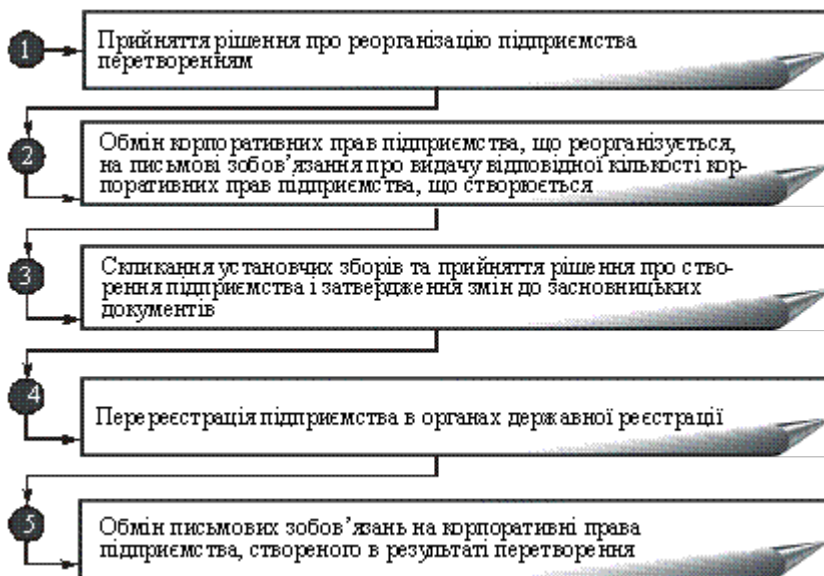 1
Прийняття рішення про реорганізацію підприємства
перетворенням
2
Обмін корпоративних прав підприємства, що реорганізується,
на письмові зобов’язання про видачу відповідної кількості кор-
поративних прав підприємства, що створюється
3
Скликання установчих зборів та прийняття рішення про ство-
рення підприємства і затвердження змін до засновницьких
документів
4
Перереєстрація підприємства в органах державної реєстрації
5
Обмін письмових зобов’язань на корпоративні права
підприємства, створеного в результаті перетворення